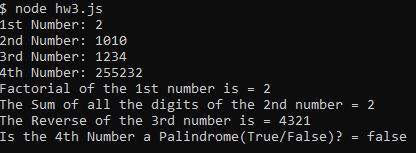 $ node hw3.js
1st Number: 2
2nd Number: 1010
3rd Number: 1234
4th Number: 255232
Factorial of the 1st number is = 2
The Sum of all the digits of the 2nd number = 2
The Reverse of the 3rd number is = 4321
Is the 4th Number a Palindrome(True/False)? = false